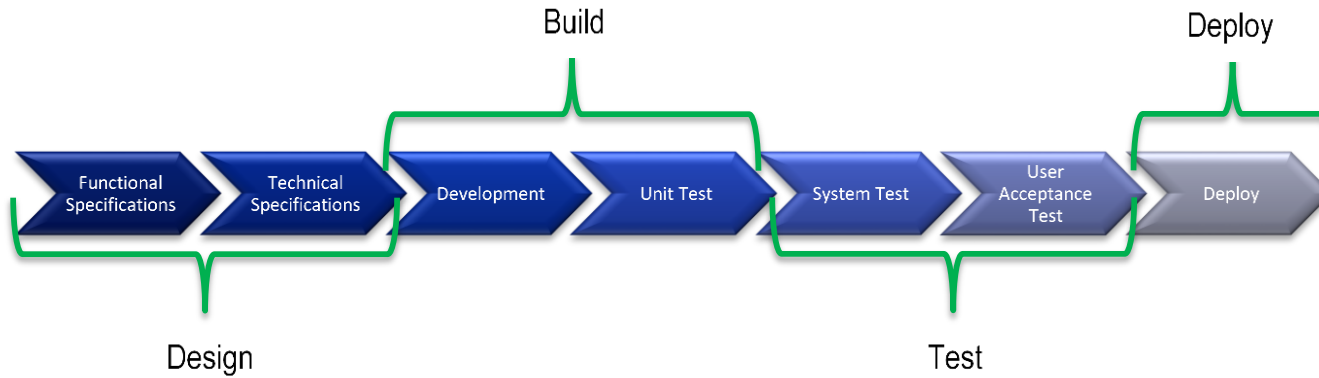 Build
Deploy
Functional
Specifications
Technical
Specifications
Development
Unit Test
System Test
User
Acceptance
Test
Deploy
Design
Test